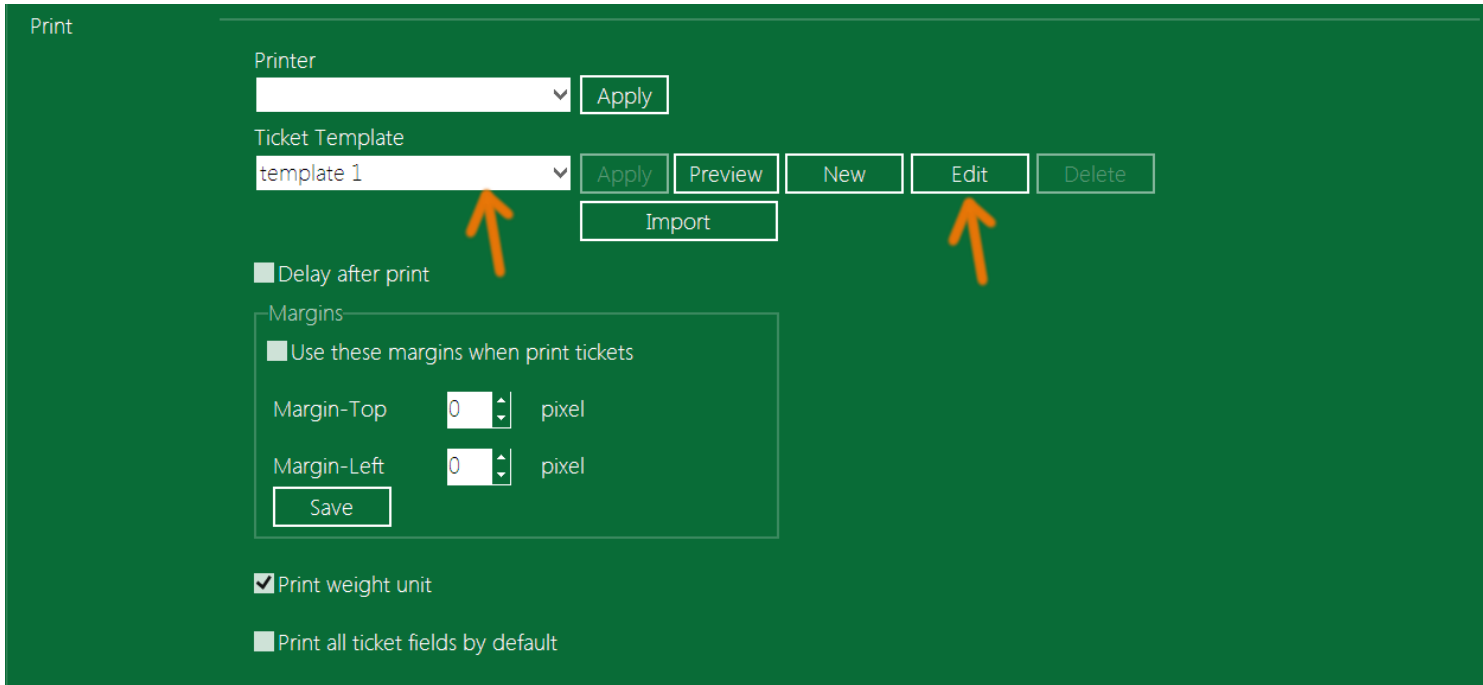 Print
Printer
Apply
Ticket Template
template 1 Apply Preview New Edit Delete
Import
Delay after print
Margins
Use these margins when print tickets
Margin-Top 0 pixel
Margin-Left 0 pixel
Save
Print weight unit
Print all ticket fields by default